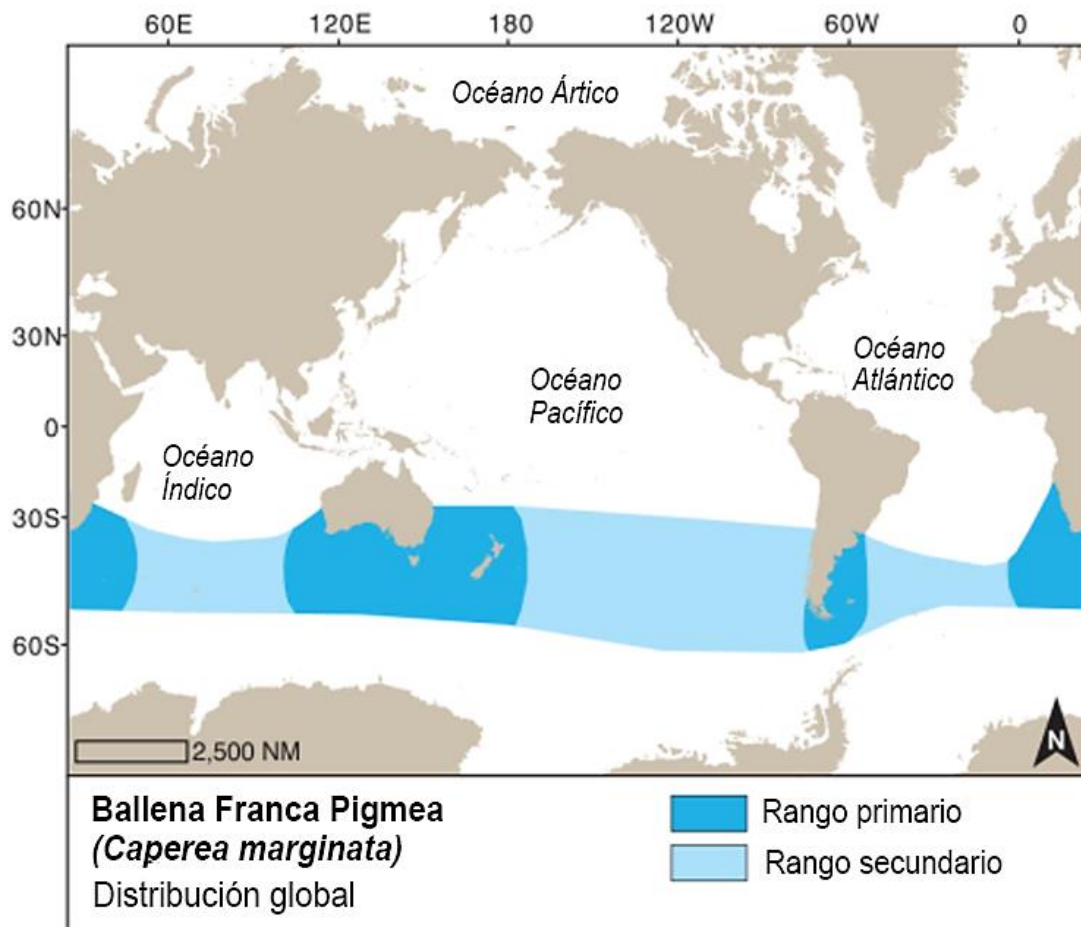 60E 120E 180 120W 60W 0
Océano Ártico
60N
30N
Océano
Atlántico
Océano
Pacífico
0
Océano
Índico
30S
60S
2,500 NM
N
Ballena Franca Pigmea
(Caperea marginata)
Distribución global
Rango primario
Rango secundario